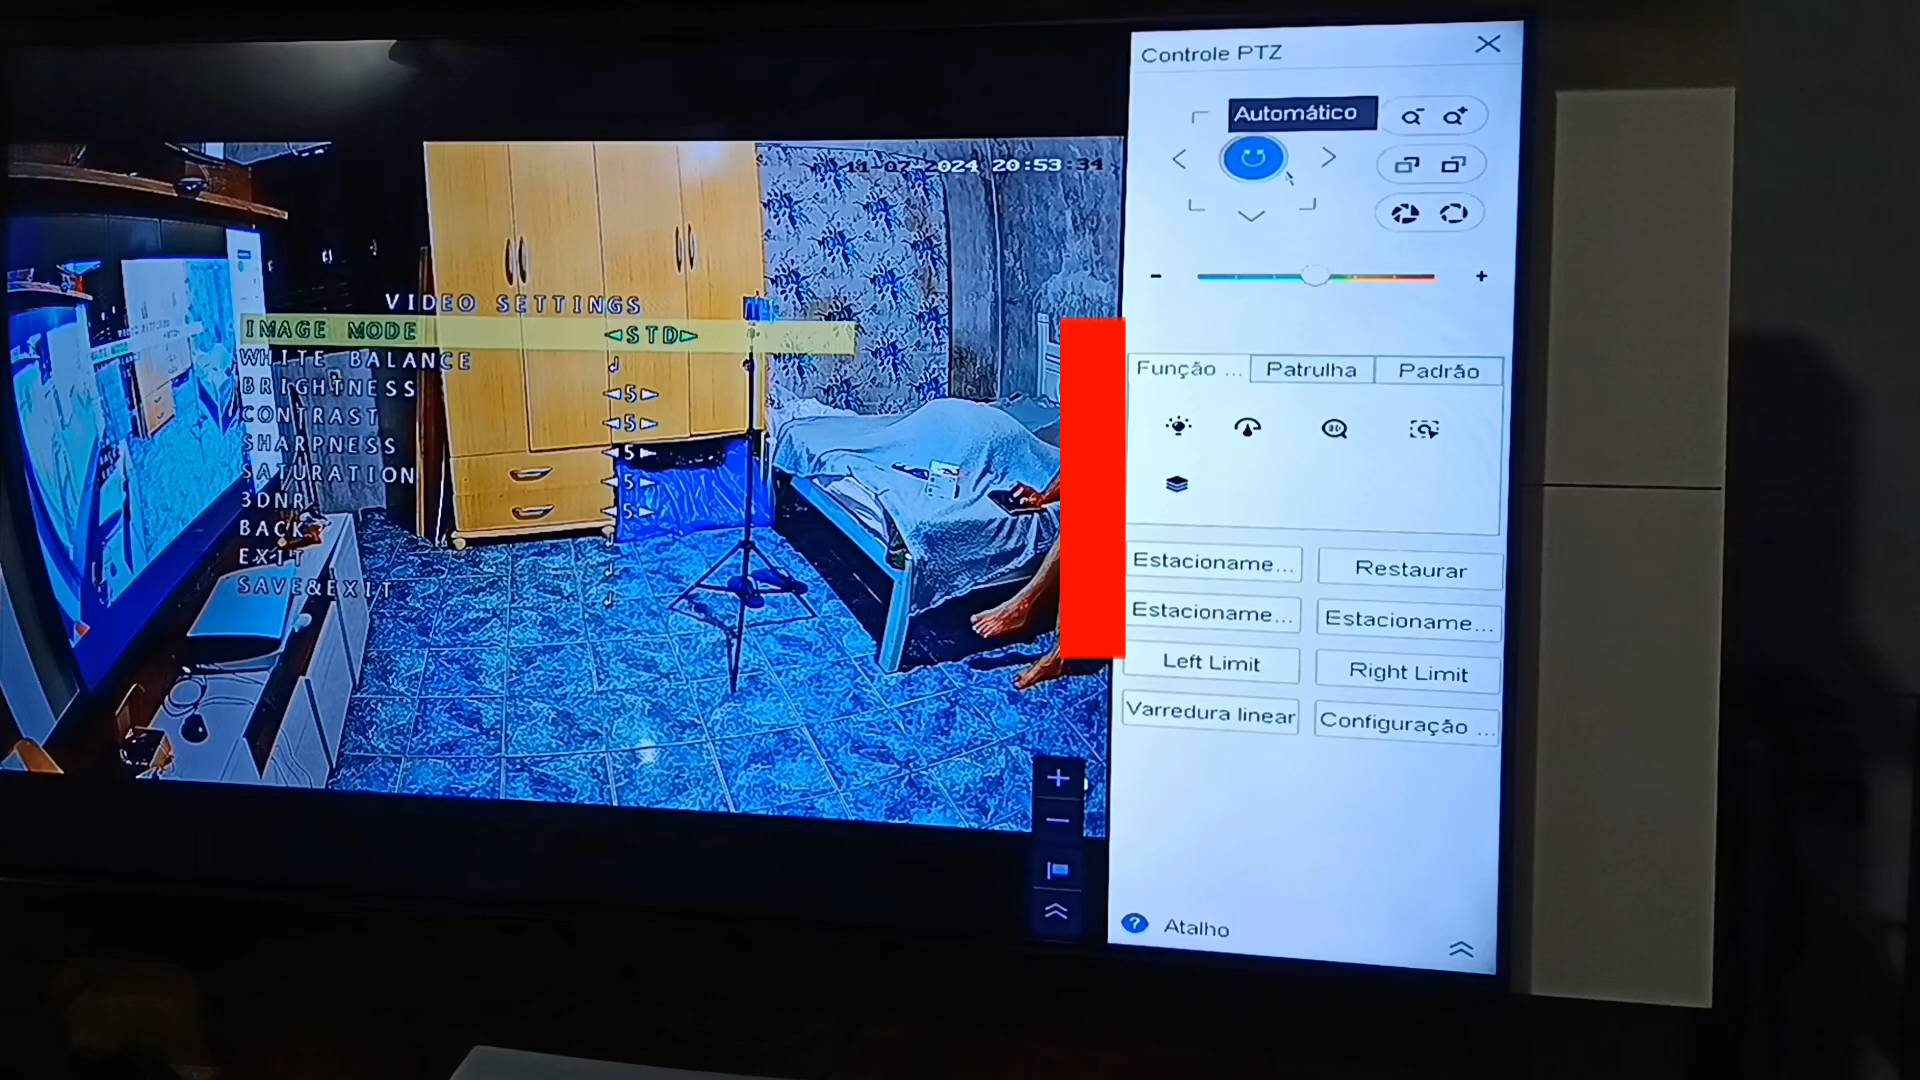 Controle PTZ
Automático
11-07-2024 20:53:34
VIDEO SETTINGS
IMAGE MODE STD
WHITE BALANCE
BRIGHTNESS 5
CONTRAST 5
SHARPNESS 5
SATURATION 5
3DNR 5
BACK
EXIT
SAVE&EXIT
- +
Função ... Patrulha Padrão
Estacioname... Restaurar
Estacioname... Estacioname...
Left Limit Right Limit
Varredura linear Configuração ...
? Atalho